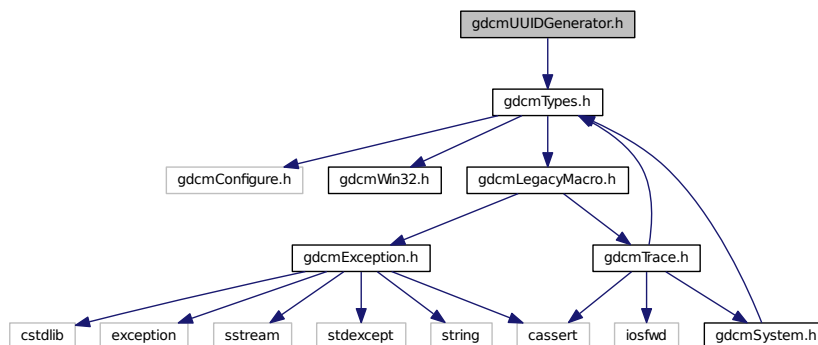 gdcmUUIDGenerator.h
gdcmTypes.h
gdcmConfigure.h
gdcmWin32.h
gdcmLegacyMacro.h
gdcmException.h
gdcmTrace.h
cstdlib
exception
sstream
stdexcept
string
cassert
iosfwd
gdcmSystem.h